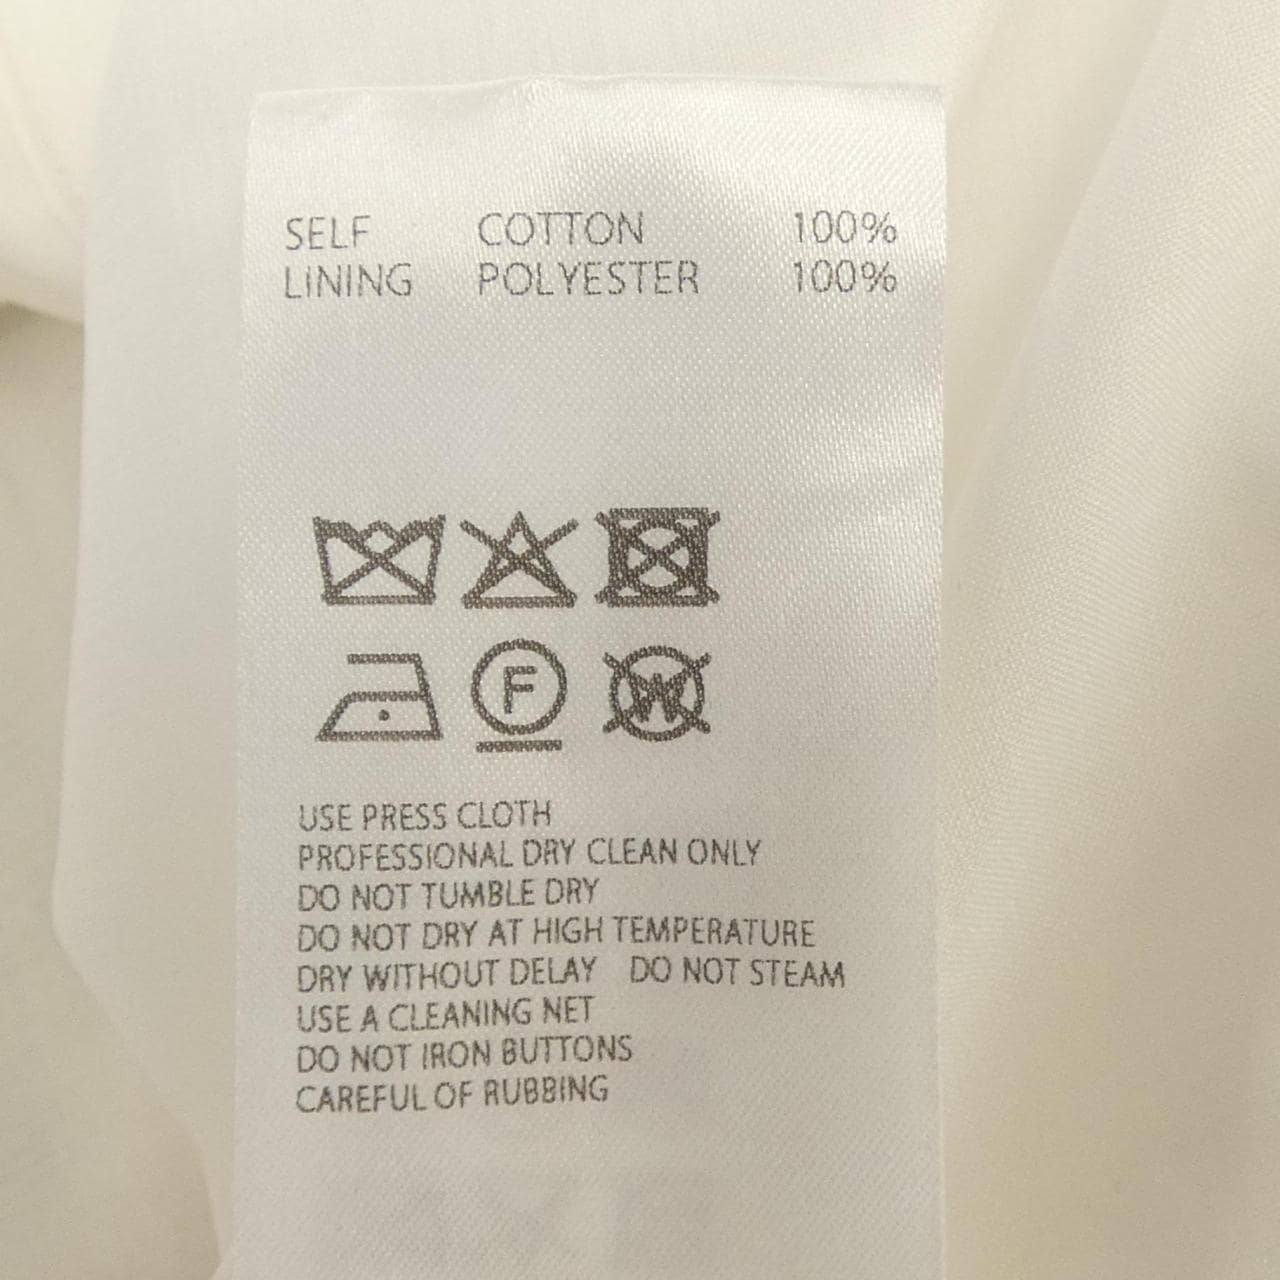 SELF COTTON 100%
LINING POLYESTER 100%
F W
USE PRESS CLOTH
PROFESSIONAL DRY CLEAN ONLY
DO NOT TUMBLE DRY
DO NOT DRY AT HIGH TEMPERATURE
DRY WITHOUT DELAY DO NOT STEAM
USE A CLEANING NET
DO NOT IRON BUTTONS
CAREFUL OF RUBBING